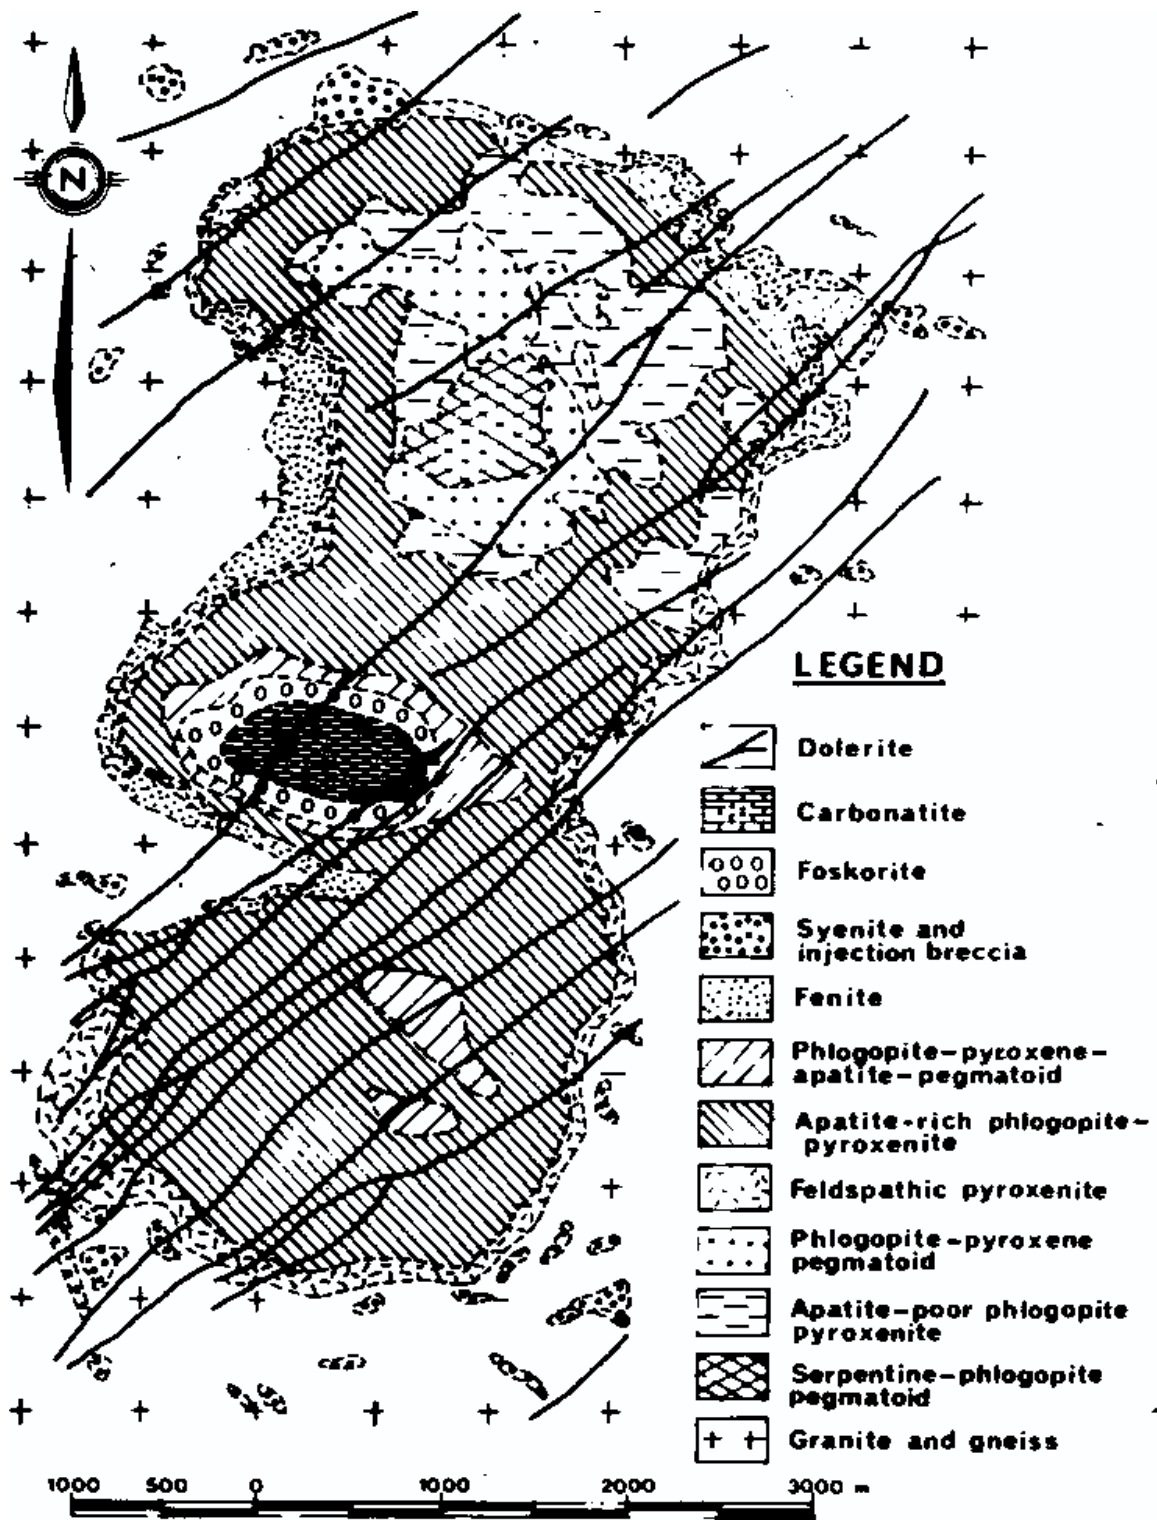 N
LEGEND
Dolerite
Carbonatite
Foskorite
Syenite and
injection breccia
Fenite
Phlogopite-pyroxene-
apatite-pegmatoid
Apatite-rich phlogopite-
pyroxenite
Feldspathic pyroxenite
Phlogopite-pyroxene
pegmatoid
Apatite-poor phlogopite
pyroxenite
Serpentine-phlogopite
pegmatoid
Granite and gneiss
1000 500 0 1000 2000 3000 m